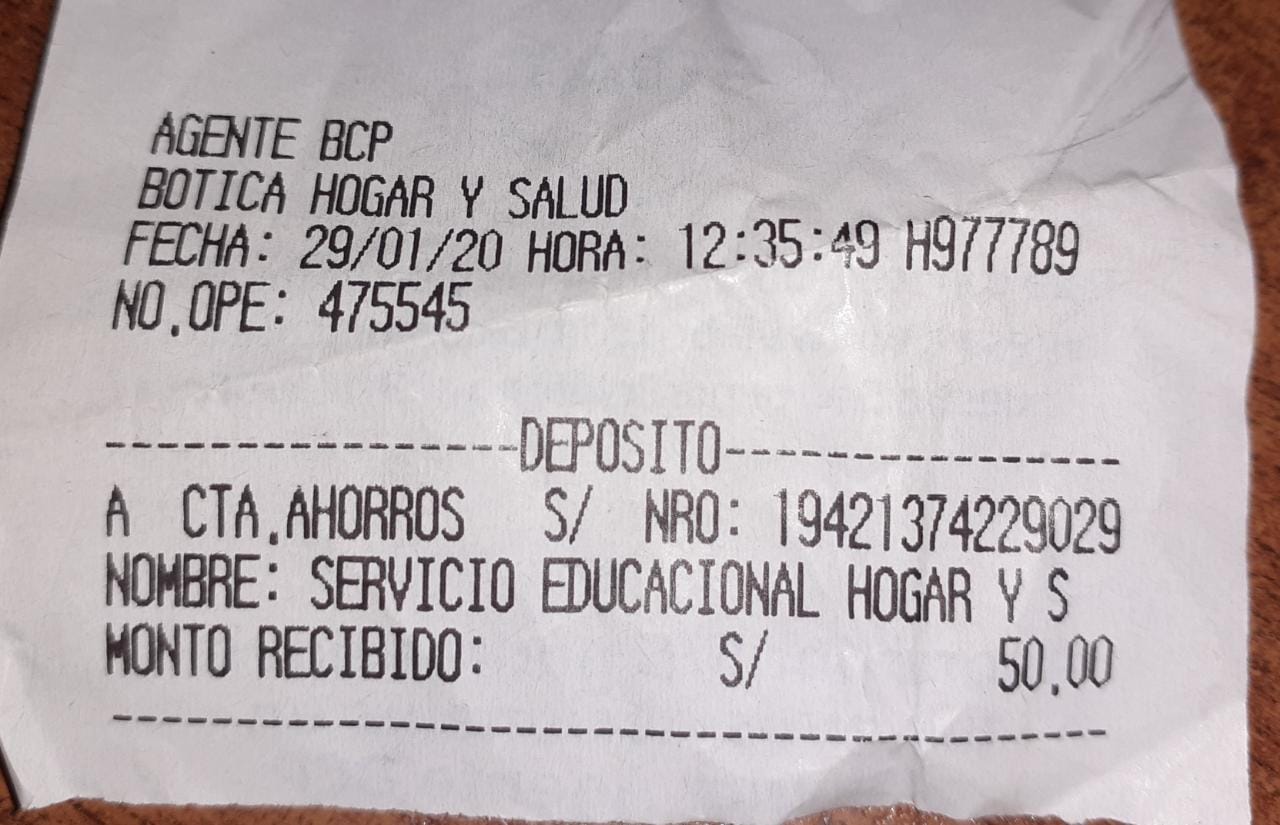 AGENTE BCP
BOTICA HOGAR Y SALUD
FECHA: 29/01/20 HORA: 12:35:49 H977789
NO.OPE: 475545
-----------------DEPOSITO-----------------
A CTA.AHORROS S/ NRO: 19421374229029
NOMBRE: SERVICIO EDUCACIONAL HOGAR Y S
MONTO RECIBIDO: S/ 50.00
------------------------------------------